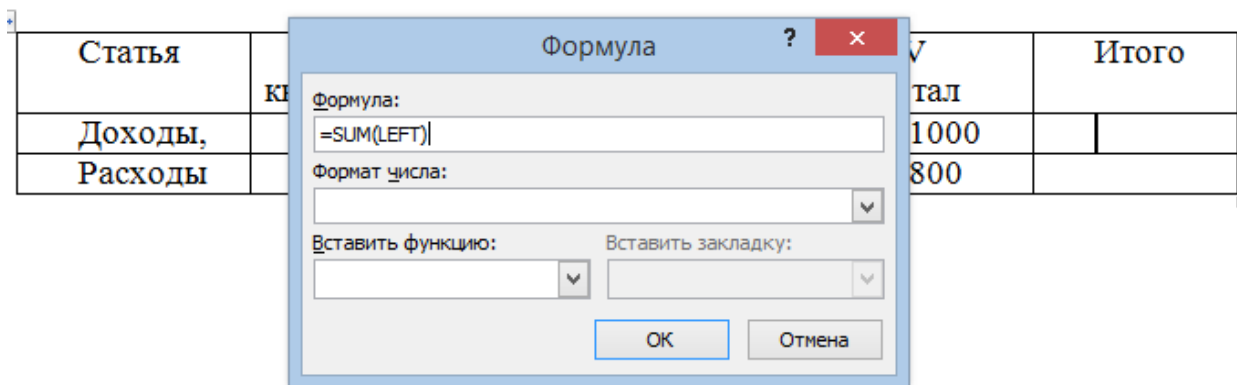 Формула ?
Статья V Итого
кв тал
Формула:
Доходы, =SUM(LEFT) 1000
Расходы Формат числа: 800
Вставить функцию: Вставить закладку:
ОК Отмена